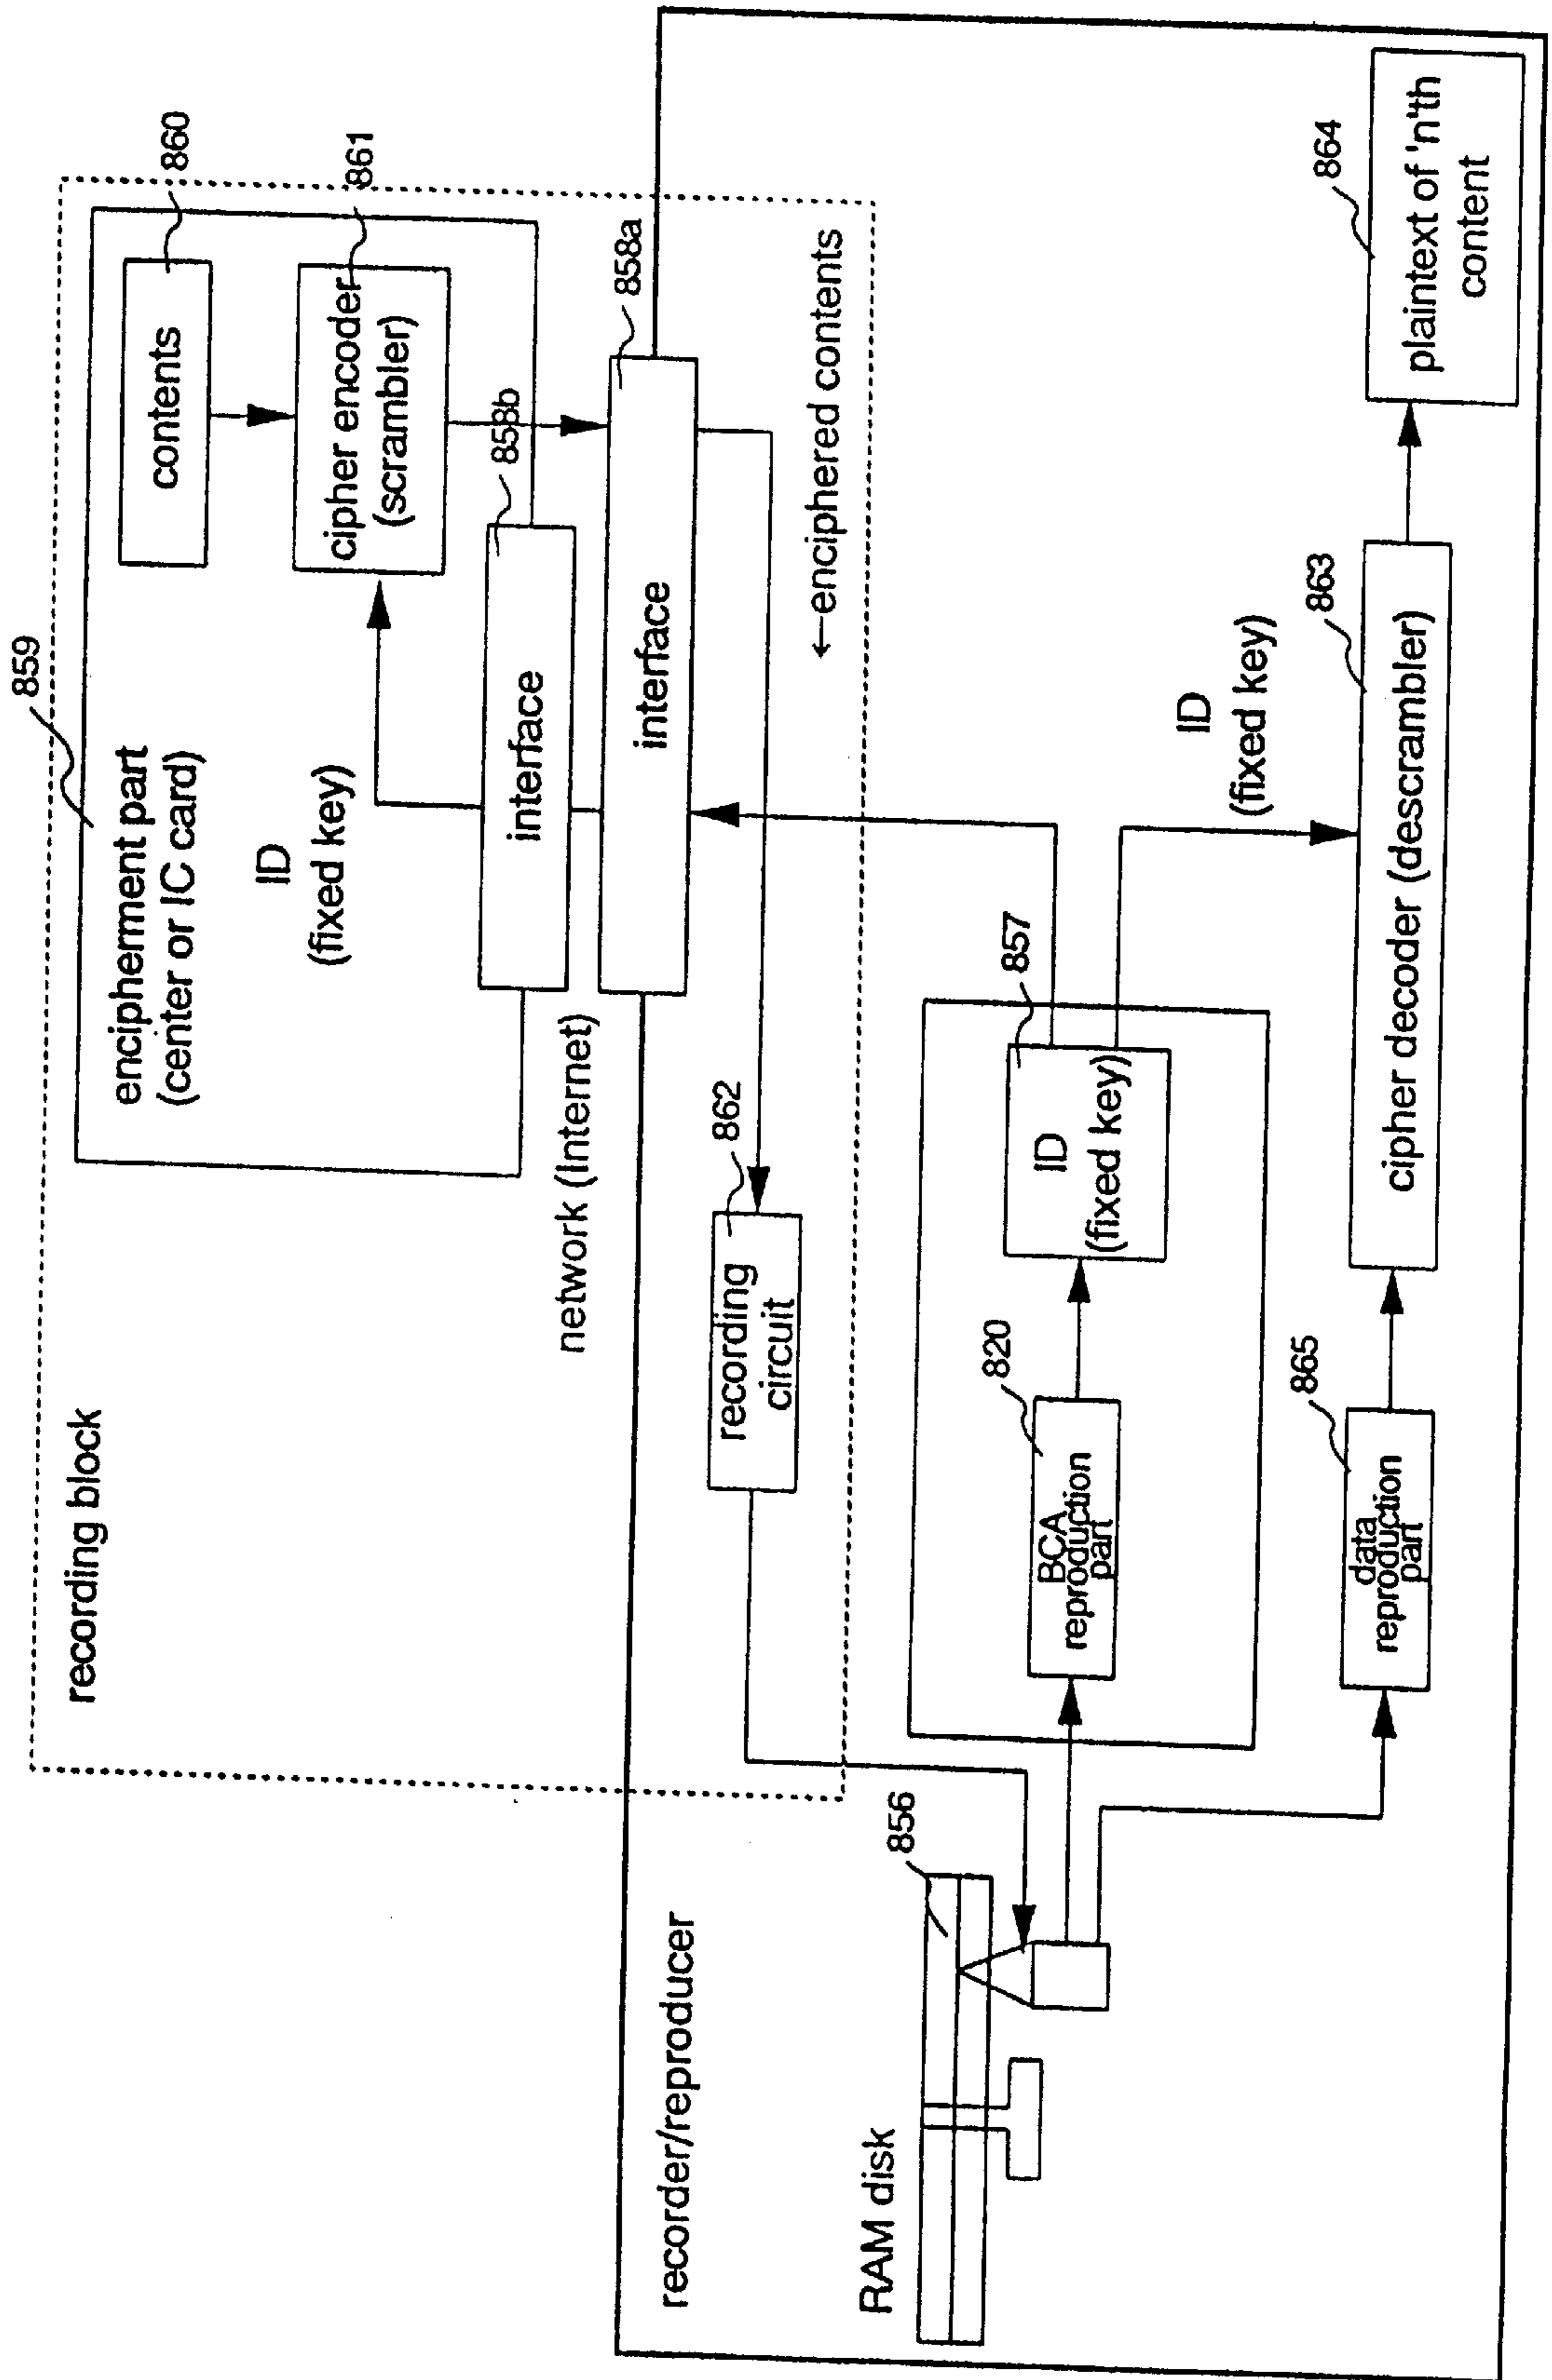 recording block
859
encipherment part
(center or IC card)
ID
(fixed key)
contents
860
cipher encoder
(scrambler)
861
interface
858b
network (Internet)
interface
858a
recording
circuit
862
←enciphered contents
recorder/reproducer
RAM disk
856
BCA
reproduction
part
820
ID
(fixed key)
857
ID
(fixed key)
data
reproduction
part
865
cipher decoder (descrambler)
863
plaintext of 'n'th
content
864